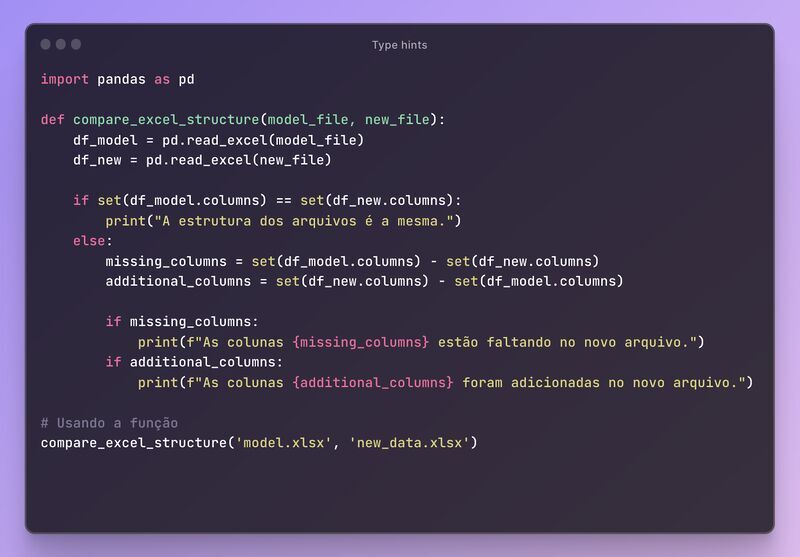 Type hints
import pandas as pd
def compare_excel_structure(model_file, new_file):
    df_model = pd.read_excel(model_file)
    df_new = pd.read_excel(new_file)
    if set(df_model.columns) == set(df_new.columns):
        print("A estrutura dos arquivos é a mesma.")
    else:
        missing_columns = set(df_model.columns) - set(df_new.columns)
        additional_columns = set(df_new.columns) - set(df_model.columns)
        if missing_columns:
            print(f"As colunas {missing_columns} estão faltando no novo arquivo.")
        if additional_columns:
            print(f"As colunas {additional_columns} foram adicionadas no novo arquivo.")
# Usando a função
compare_excel_structure('model.xlsx', 'new_data.xlsx')